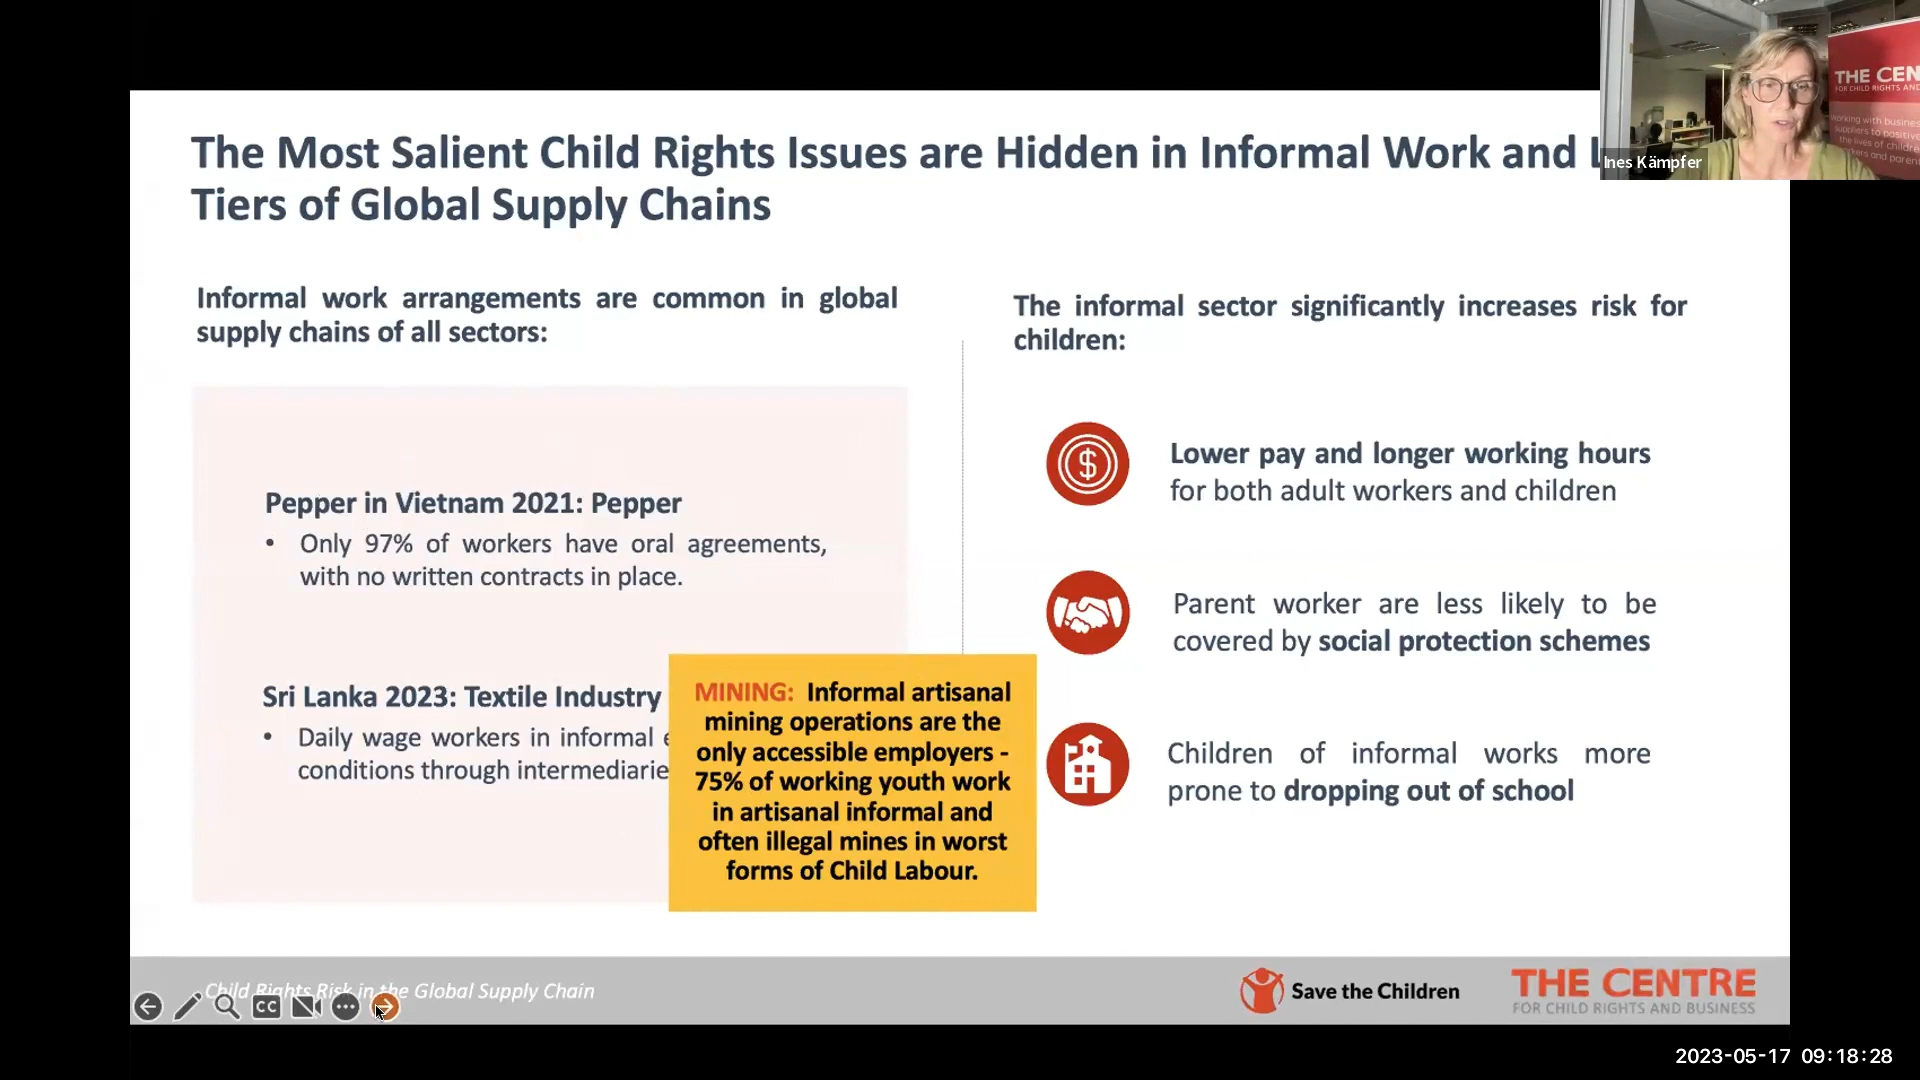 The Most Salient Child Rights Issues are Hidden in Informal Work and
Tiers of Global Supply Chains
Informal work arrangements are common in global
supply chains of all sectors:
Pepper in Vietnam 2021: Pepper
• Only 97% of workers have oral agreements,
with no written contracts in place.
Sri Lanka 2023: Textile Industry
• Daily wage workers in informal
conditions through
MINING: Informal artisanal
mining operations are the
only accessible employers -
75% of working youth work
in artisanal informal and
often illegal mines in worst
forms of Child Labour.
The informal sector significantly increases risk for
children:
Lower pay and longer working hours
for both adult workers and children
Parent worker are less likely to be
covered by social protection schemes
Children of informal works more
prone to dropping out of school
Child Rights Risk in the Global Supply Chain
CC
Save the Children
THE CENTRE
FOR CHILD RIGHTS AND BUSINESS
Ines Kämpfer
THE CEN
FOR CHILD RIGHTS AN
2023-05-17 09:18:28